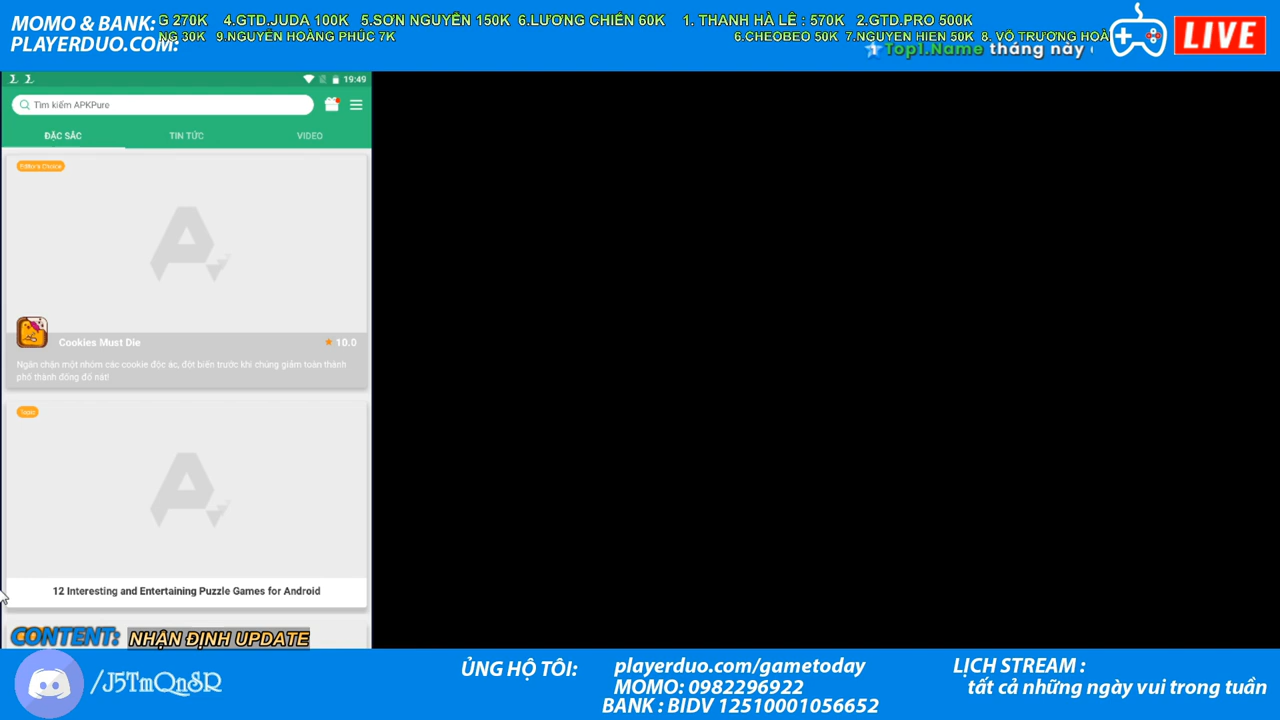 MOMO & BANK:
G 270K 4.GTD.JUDA 100K 5.SƠN NGUYỄN 150K 6.LƯƠNG CHIẾN 60K 1. THANH HÀ LÊ : 570K 2.GTD.PRO 500K
PLAYERDUO.COM:
NG 30K 9.NGUYỄN HOÀNG PHÚC 7K 6.CHEOBEO 50K 7.NGUYEN HIEN 50K 8. VÕ TRƯƠNG HOÀ
Top1.Name tháng này
LIVE
19:49
Tìm kiếm APKPure
ĐẶC SẮC TIN TỨC VIDEO
Editors Choice
Cookies Must Die 10.0
Ngăn chặn một nhóm các cookie độc ác, đột biến trước khi chúng giảm toàn thành
phố thành đống đổ nát!
12 Interesting and Entertaining Puzzle Games for Android
CONTENT: NHẬN ĐỊNH UPDATE
/J5TmQnSR
ỦNG HỘ TÔI: playerduo.com/gametoday
MOMO: 0982296922
BANK : BIDV 12510001056652
LỊCH STREAM :
tất cả những ngày vui trong tuần